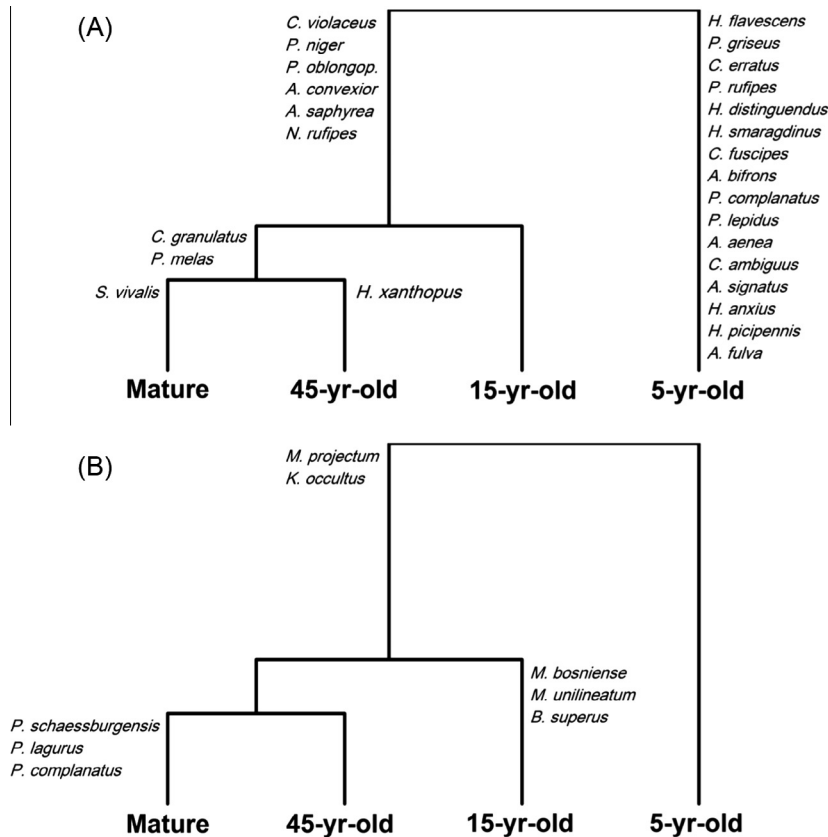 (A)
C. violaceus
P. niger
P. oblongop.
A. convexior
A. saphyrea
N. rufipes
H. flavescens
P. griseus
C. erratus
P. rufipes
H. distinguendus
H. smaragdinus
C. fuscipes
A. bifrons
P. complanatus
P. lepidus
A. aenea
C. ambiguus
A. signatus
H. anxius
H. picipennis
A. fulva
C. granulatus
P. melas
S. vivalis
H. xanthopus
Mature 45-yr-old 15-yr-old 5-yr-old
(B)
M. projectum
K. occultus
M. bosniense
M. unilineatum
B. superus
P. schaessburgensis
P. lagurus
P. complanatus
Mature 45-yr-old 15-yr-old 5-yr-old